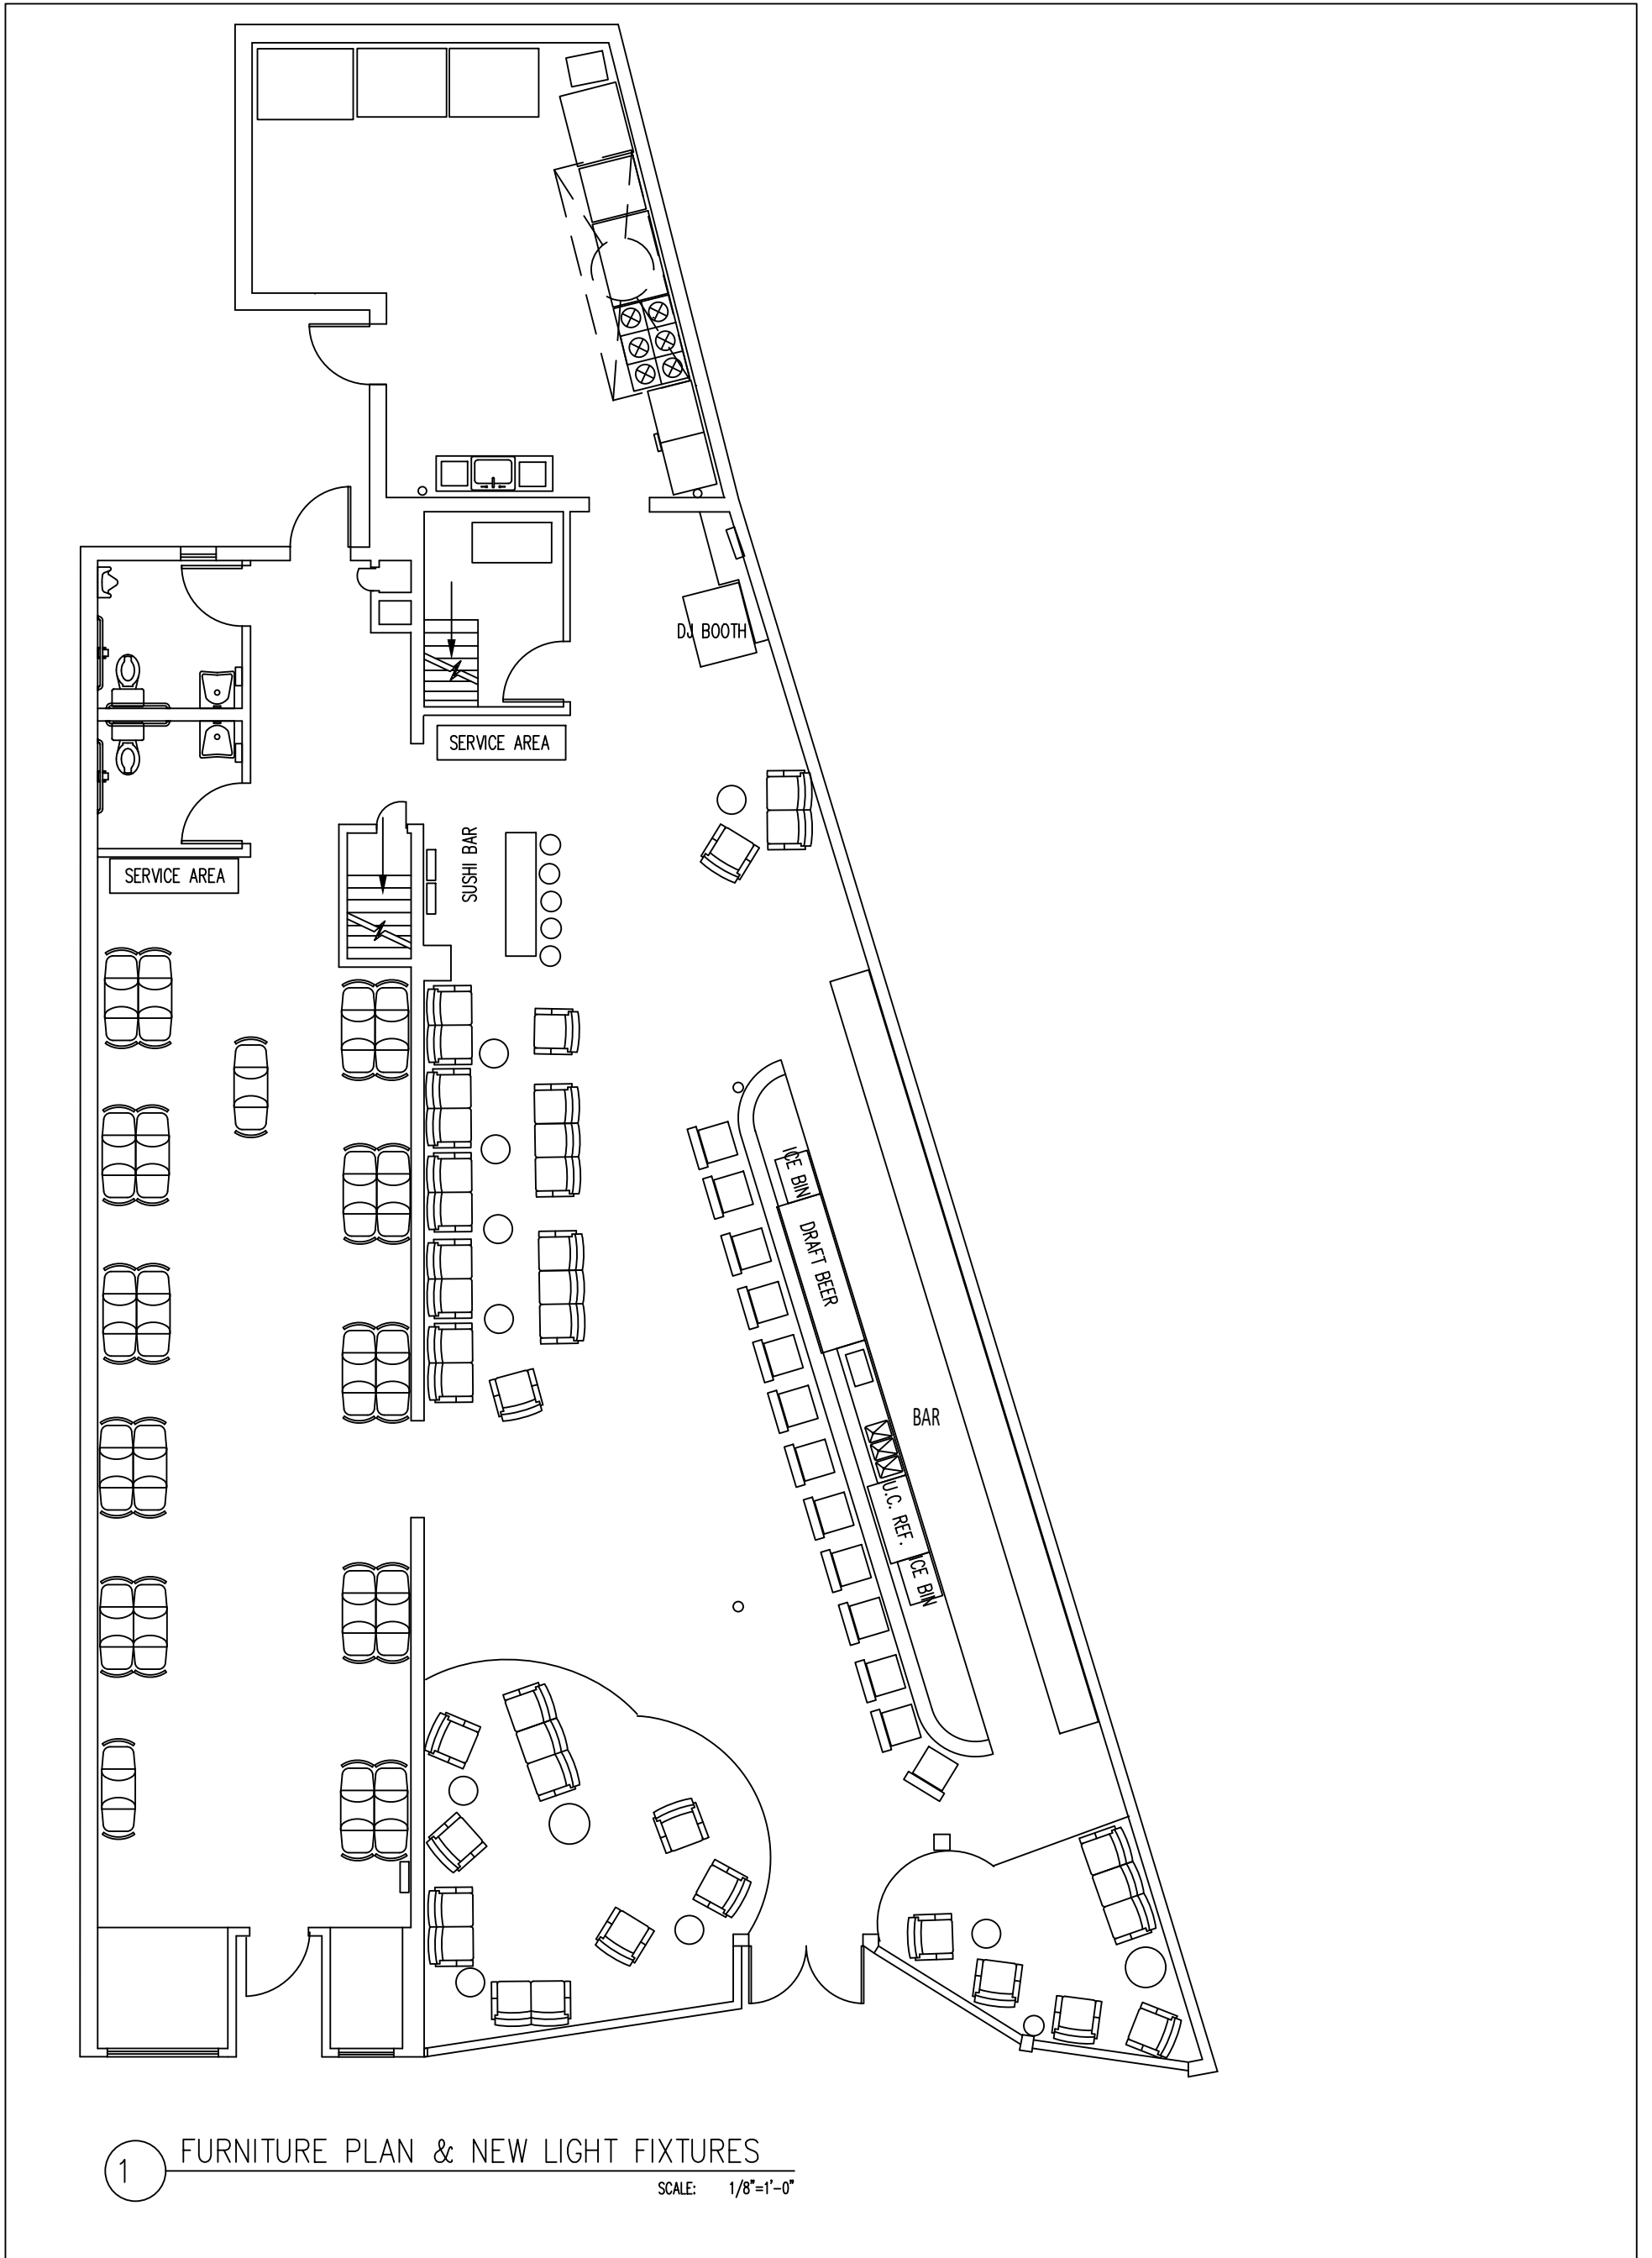 DJ BOOTH
SERVICE AREA
SUSHI BAR
SERVICE AREA
ICE BIN
DRAFT BEER
BAR
U.C. REF.
ICE BIN
1
FURNITURE PLAN & NEW LIGHT FIXTURES
SCALE: 1/8"=1'-0"